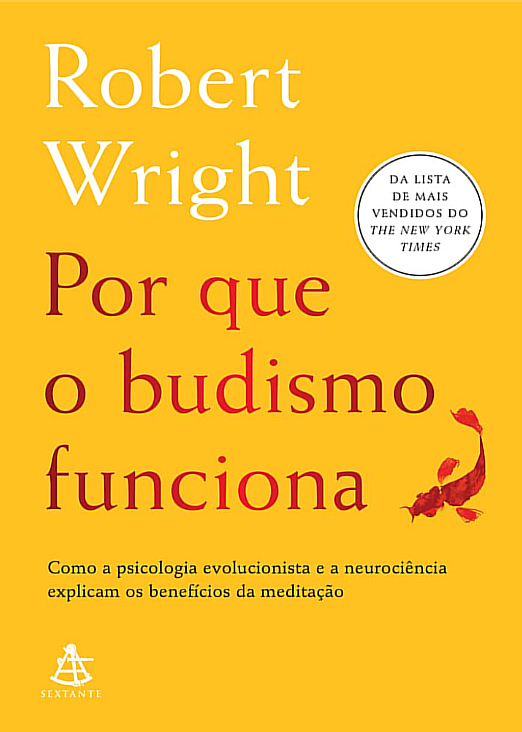 Robert
Wright
DA LISTA
DE MAIS
VENDIDOS DO
THE NEW YORK
TIMES
Por que
o budismo
funciona
Como a psicologia evolucionista e a neurociência
explicam os benefícios da meditação
SEXTANTE